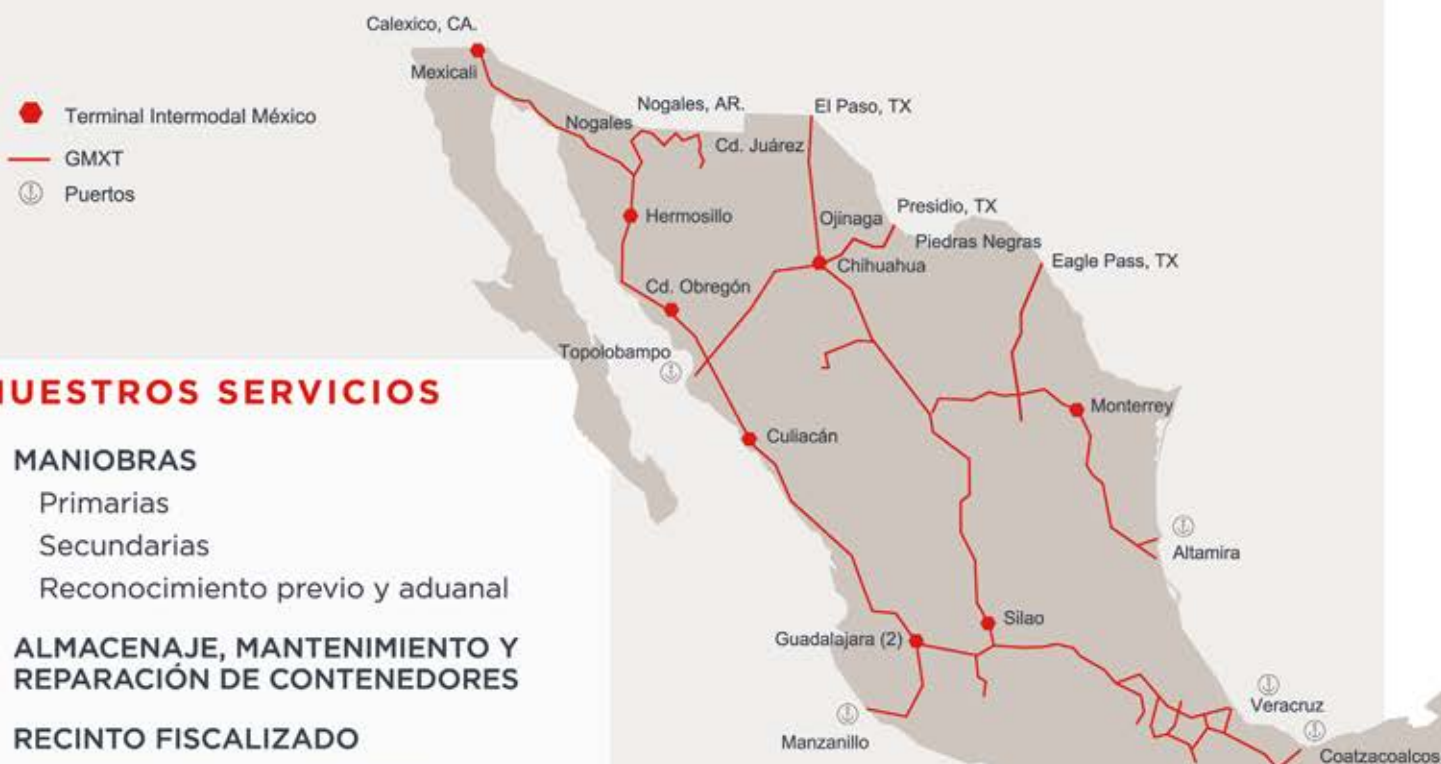 Calexico, CA.
Mexicali
Terminal Intermodal México
GMXT
Puertos
Nogales, AR.
El Paso, TX
Nogales
Cd. Juárez
Hermosillo
Ojinaga
Presidio, TX
Piedras Negras
Chihuahua
Eagle Pass, TX
Cd. Obregón
Topolobampo
Monterrey
Culiacán
Altamira
Silao
Guadalajara (2)
Veracruz
Manzanillo
Coatzacoalcos
NUESTROS SERVICIOS
MANIOBRAS
Primarias
Secundarias
Reconocimiento previo y aduanal
ALMACENAJE, MANTENIMIENTO Y
REPARACIÓN DE CONTENEDORES
RECINTO FISCALIZADO